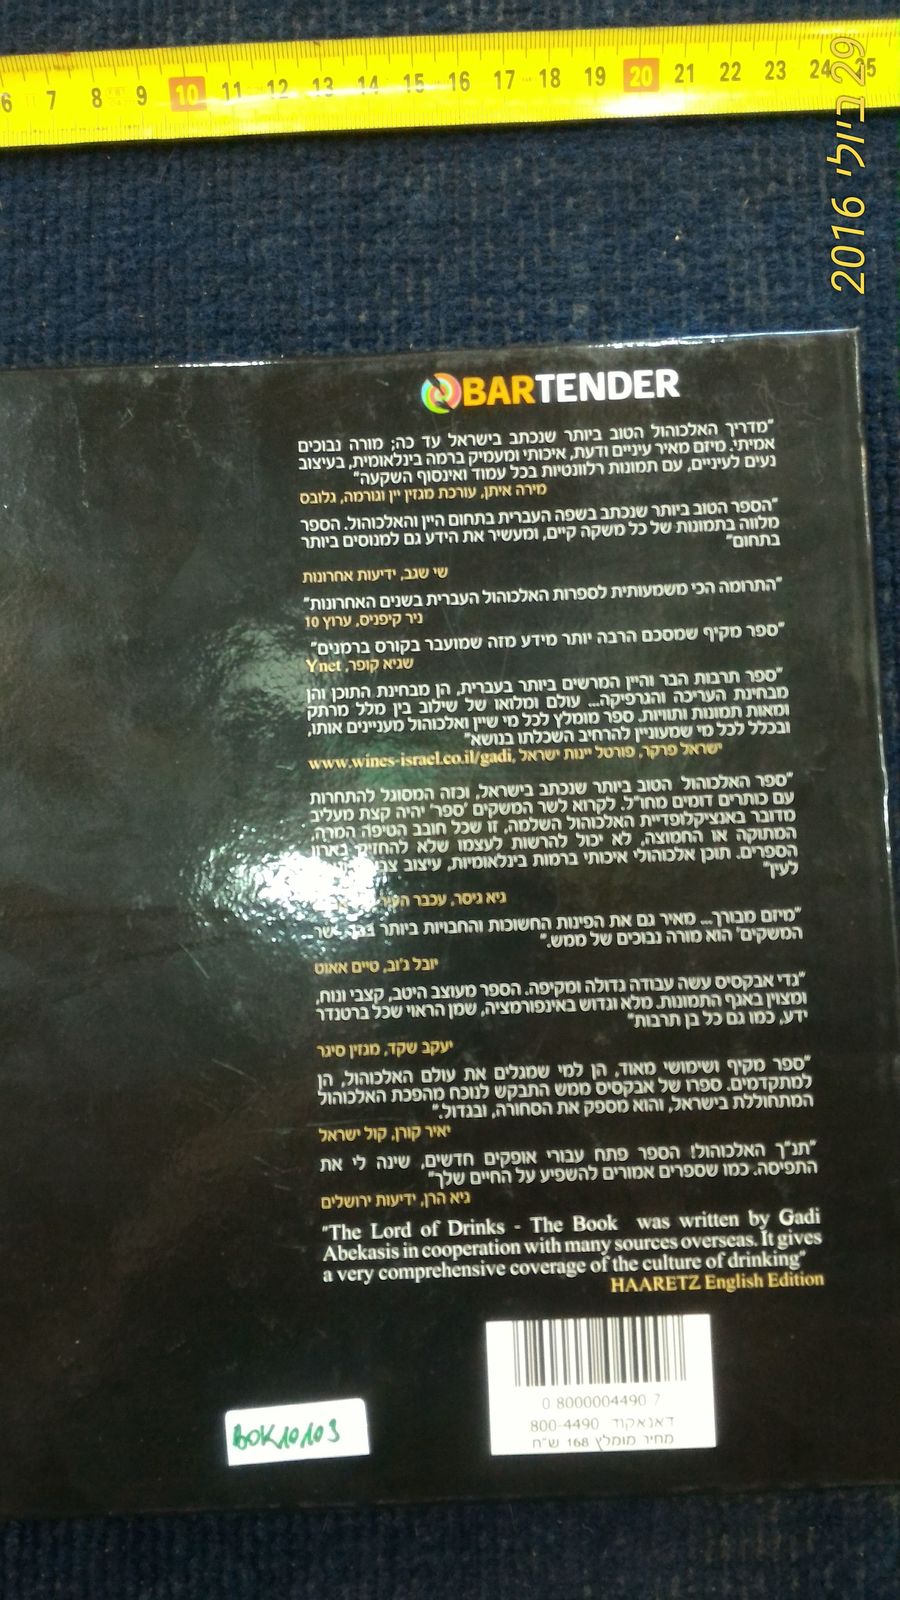 6 7 8 9 10 11 12 13 14 15 16 17 18 19 20 21 22 23 24 25
29 ביולי 2016
BARTENDER
"מדריך האלכוהול הטוב ביותר שנכתב בישראל עד כה; מורה נבוכים
אמיתי. מיזם מאיר עיניים ודעת, איכותי ומעמיק ברמה בינלאומית, בעיצוב
נעים לעיניים, עם תמונות רלוונטיות בכל עמוד ואינסוף השקעה"
מירה איתן, עורכת מגזין יין וגורמה, גלובס
"הספר הטוב ביותר שנכתב בשפה העברית בתחום היין והאלכוהול. הספר
מלווה בתמונות של כל משקה קיים, ומעשיר את הידע גם למנוסים ביותר
בתחום"
שי שגב, ידיעות אחרונות
"התרומה הכי משמעותית לספרות האלכוהול העברית בשנים האחרונות"
ניר קיפניס, ערוץ 10
"ספר מקיף שמסכם הרבה יותר מידע מזה שמועבר בקורס ברמנים"
שגיא קופר, Ynet
"ספר תרבות הבר והיין המרשים ביותר בעברית, הן מבחינת התוכן והן
מבחינת העריכה והגרפיקה... עולם ומלואו של שילוב בין מלל מרתק
ומאות תמונות ותוויות. ספר מומלץ לכל מי שיין ואלכוהול מעניינים אותו,
ובכלל לכל מי שמעוניין להרחיב השכלתו בנושא"
ישראל פרקר, פורטל יינות ישראל, www.wines-israel.co.il/gadi
"ספר האלכוהול הטוב ביותר שנכתב בישראל, וכזה המסוגל להתחרות
עם כותרים דומים מחו"ל. לקרוא לשר המשקים 'ספר' יהיה קצת מעליב
מדובר באנציקלופדיית האלכוהול השלמה, זו שכל חובב הטיפה המרה,
המתוקה או החמוצה, לא יכול להרשות לעצמו שלא להחזיק בארון
הספרים. תוכן אלכוהולי איכותי ברמות בינלאומיות, עיצוב
לעין"
גיא ניסר, עכבר העיר
"מיזם מבורך... מאיר גם את הפינות החשוכות והחבויות ביותר
המשקים' הוא מורה נבוכים של ממש."
יובל ג'וב, טיים אאוט
"גדי אבקסיס עשה עבודה גדולה ומקיפה. הספר מעוצב היטב, קצבי ונוח,
ומצוין באגף התמונות. מלא וגדוש באינפורמציה, שמן הראוי שכל ברטנדר
ידע, כמו גם כל בן תרבות"
יעקב שקד, מגזין סיגר
"ספר מקיף ושימושי מאוד, הן למי שמגלים את עולם האלכוהול, הן
למתקדמים. ספרו של אבקסיס ממש התבקש לנוכח מהפכת האלכוהול
המתחוללת בישראל, והוא מספק את הסחורה, ובגדול."
יאיר קורן, קול ישראל
"תנ"ך האלכוהול! הספר פתח עבורי אופקים חדשים, שינה לי את
התפיסה. כמו שספרים אמורים להשפיע על החיים שלך"
גיא הרן, ידיעות ירושלים
"The Lord of Drinks - The Book was written by Gadi
Abekasis in cooperation with many sources overseas. It gives
a very comprehensive coverage of the culture of drinking"
HAARETZ English Edition
0 8000004490 7
דאנאקוד 800-4490
מחיר מומלץ 168 ש"ח
BOK10109